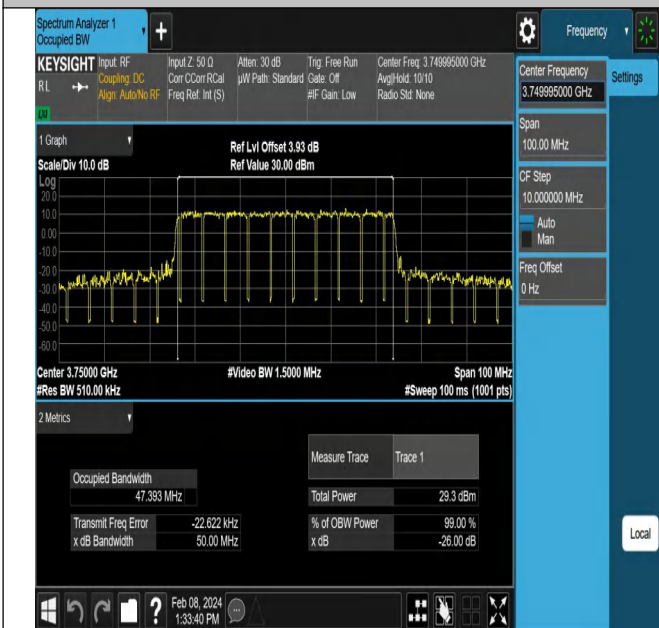 Spectrum Analyzer 1
Occupied BW
Frequency
KEYSIGHT
RL
Input: RF
Coupling: DC
Align: Auto/No RF
Input Z: 50 Ω
Corr CCorr RCal
Freq Ref: Int (S)
Atten: 30 dB
µW Path: Standard
Trig: Free Run
Gate: Off
#IF Gain: Low
Center Freq: 3.749995000 GHz
Avg|Hold: 10/10
Radio Std: None
LNI
Center Frequency
3.749995000 GHz
Settings
Span
100.00 MHz
CF Step
10.000000 MHz
Auto
Man
Freq Offset
0 Hz
1 Graph
Scale/Div 10.0 dB
Ref Lvl Offset 3.93 dB
Ref Value 30.00 dBm
Log
20.0
10.0
0.00
-10.0
-20.0
-30.0
-40.0
-50.0
-60.0
Center 3.75000 GHz
#Res BW 510.00 kHz
#Video BW 1.5000 MHz
Span 100 MHz
#Sweep 100 ms (1001 pts)
2 Metrics
Measure Trace
Trace 1
Occupied Bandwidth
47.393 MHz
Total Power
29.3 dBm
Transmit Freq Error
-22.622 kHz
% of OBW Power
99.00 %
x dB Bandwidth
50.00 MHz
x dB
-26.00 dB
Local
?
Feb 08, 2024
1:33:40 PM